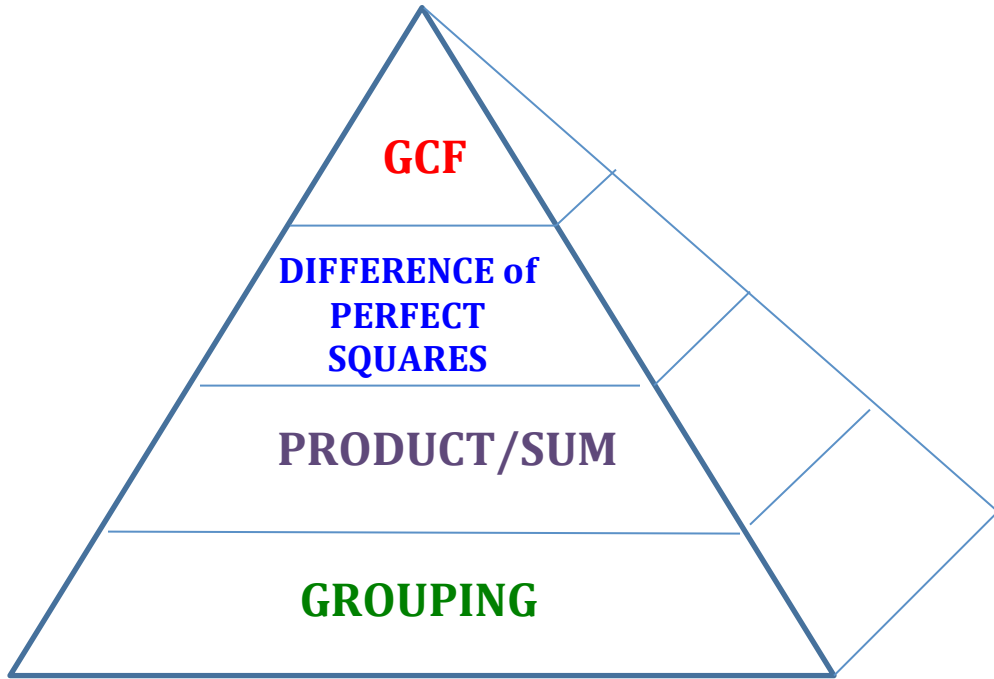 GCF
DIFFERENCE of
PERFECT
SQUARES
PRODUCT/SUM
GROUPING